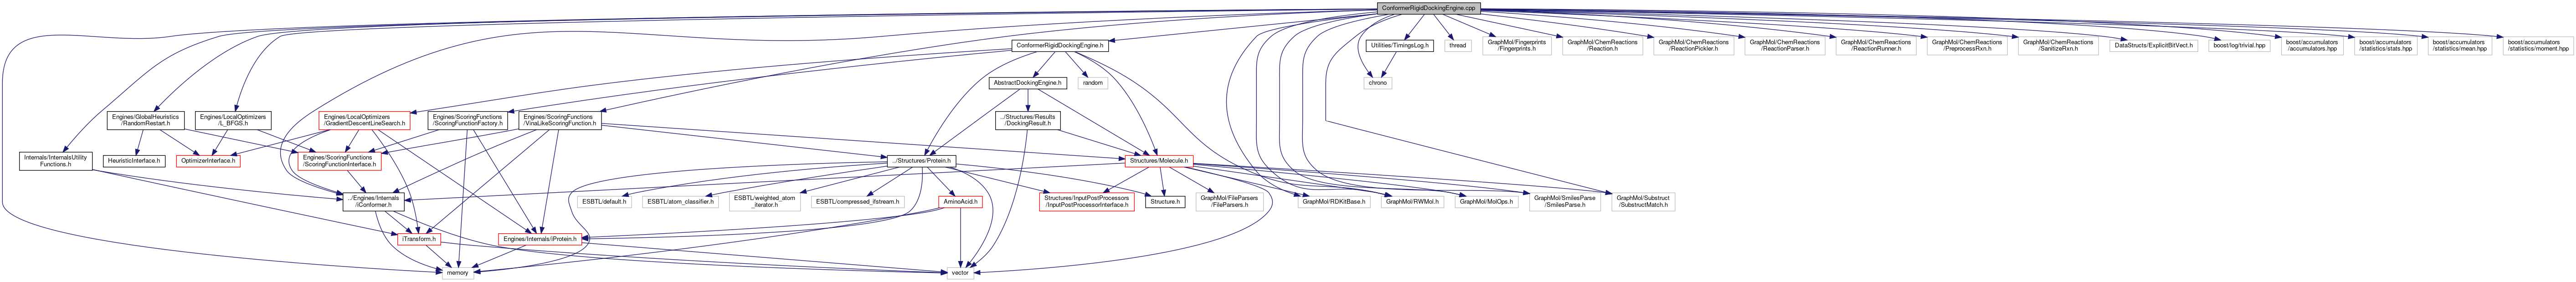 ConformerRigidDockingEngine.cpp
ConformerRigidDockingEngine.h
Utilities/TimingsLog.h
thread
GraphMol/Fingerprints
/Fingerprints.h
GraphMol/ChemReactions
/Reaction.h
GraphMol/ChemReactions
/ReactionPickler.h
GraphMol/ChemReactions
/ReactionParser.h
GraphMol/ChemReactions
/ReactionRunner.h
GraphMol/ChemReactions
/PreprocessRxn.h
GraphMol/ChemReactions
/SanitizeRxn.h
DataStructs/ExplicitBitVect.h
boost/log/trivial.hpp
boost/accumulators
/accumulators.hpp
boost/accumulators
/statistics/stats.hpp
boost/accumulators
/statistics/mean.hpp
boost/accumulators
/statistics/moment.hpp
AbstractDockingEngine.h
random
chrono
Engines/GlobalHeuristics
/RandomRestart.h
Engines/LocalOptimizers
/L_BFGS.h
Engines/LocalOptimizers
/GradientDescentLineSearch.h
Engines/ScoringFunctions
/ScoringFunctionFactory.h
Engines/ScoringFunctions
/VinaLikeScoringFunction.h
../Structures/Results
/DockingResult.h
Internals/InternalsUtility
Functions.h
HeuristicInterface.h
OptimizerInterface.h
Engines/ScoringFunctions
/ScoringFunctionInterface.h
../Structures/Protein.h
Structures/Molecule.h
../Engines/Internals
/iConformer.h
ESBTL/default.h
ESBTL/atom_classifier.h
ESBTL/weighted_atom
_iterator.h
ESBTL/compressed_ifstream.h
AminoAcid.h
Structures/InputPostProcessors
/InputPostProcessorInterface.h
Structure.h
GraphMol/FileParsers
/FileParsers.h
GraphMol/RDKitBase.h
GraphMol/RWMol.h
GraphMol/MolOps.h
GraphMol/SmilesParse
/SmilesParse.h
GraphMol/Substruct
/SubstructMatch.h
iTransform.h
Engines/Internals/iProtein.h
memory
vector